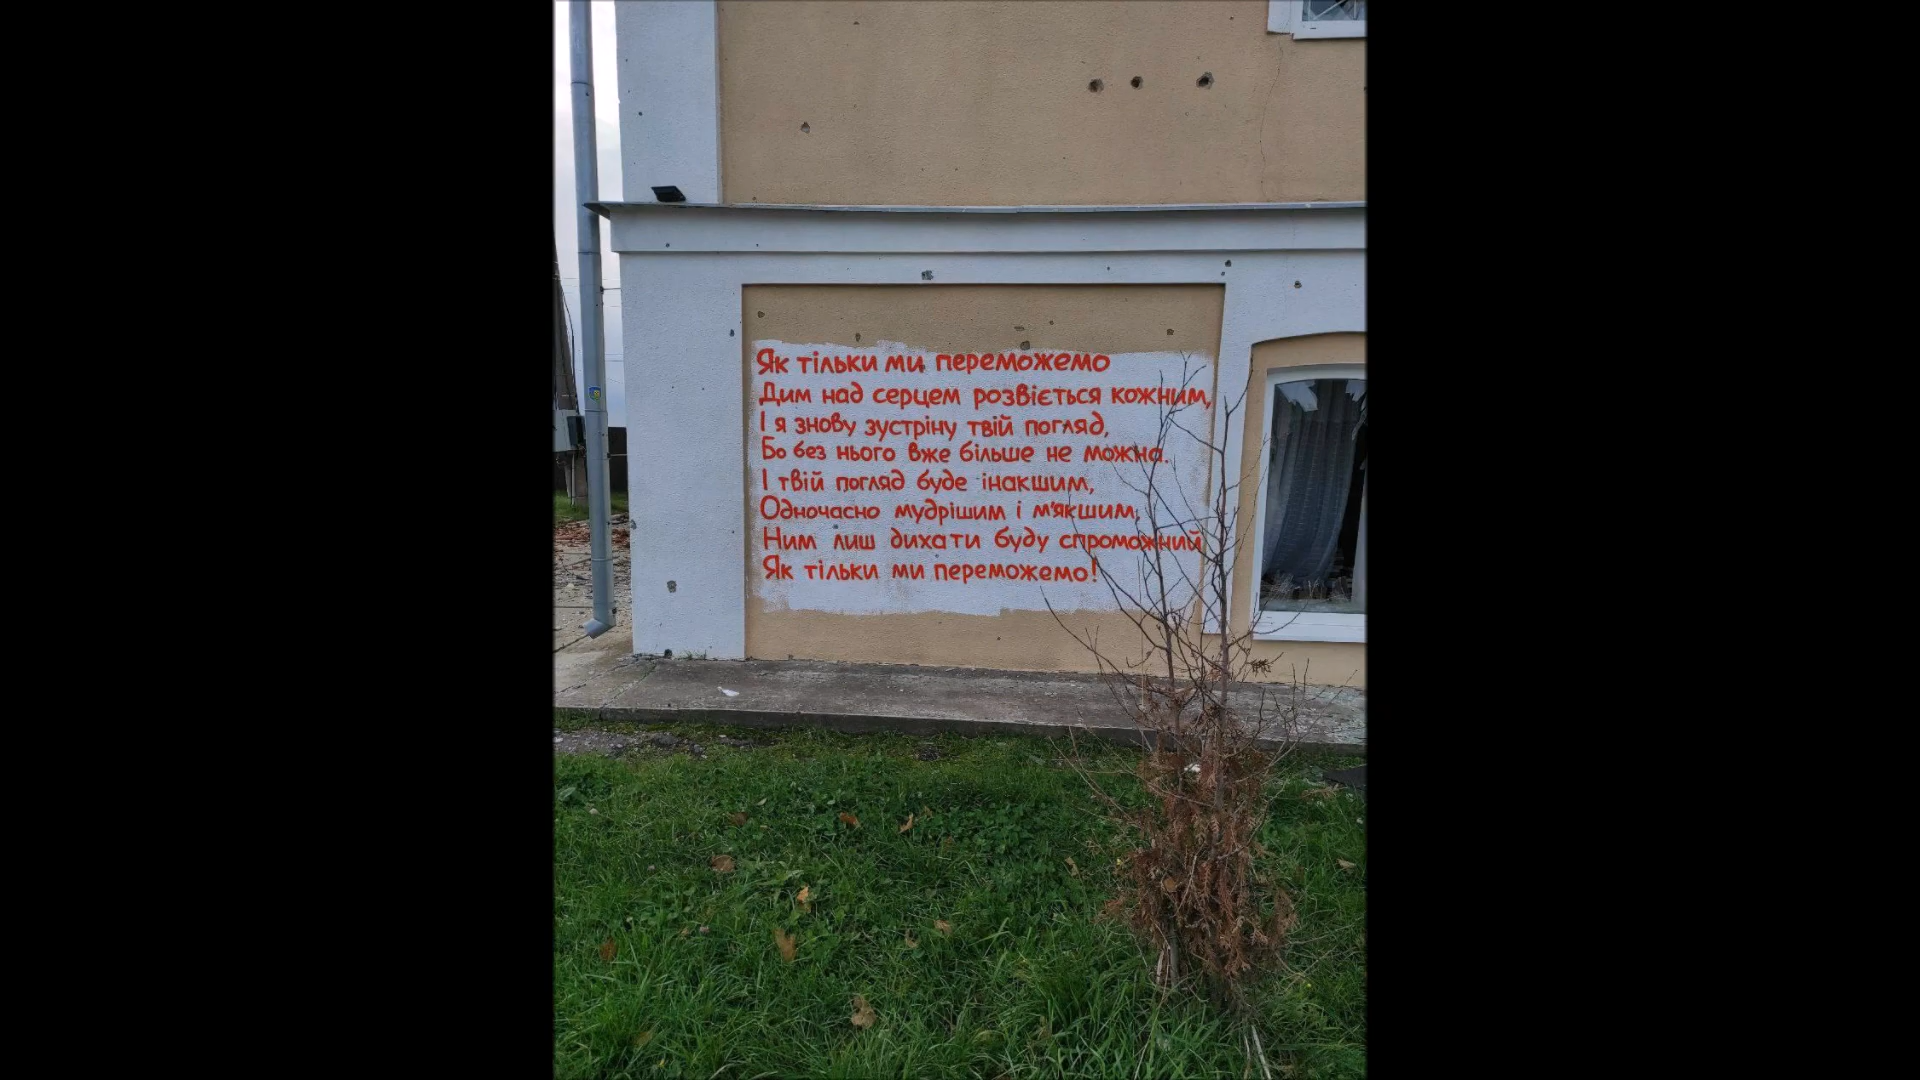 Як тільки ми переможемо
Дим над серцем розвіється кожним,
І я знову зустріну твій погляд,
Бо без нього вже більше не можна.
І твій погляд буде інакшим,
Одночасно мудрішим і м'якшим,
Ним лиш дихати буду спроможний
Як тільки ми переможемо!